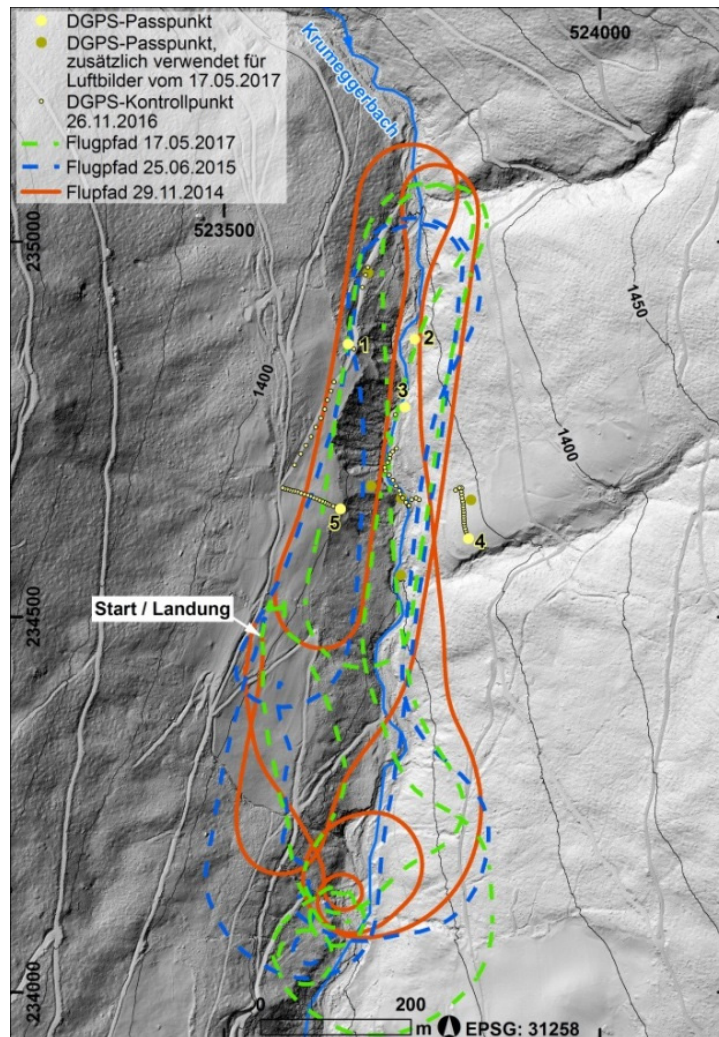 DGPS-Passpunkt
DGPS-Passpunkt,
zusätzlich verwendet für
Luftbilder vom 17.05.2017
DGPS-Kontrollpunkt
26.11.2016
Flugpfad 17.05.2017
Flugpfad 25.06.2015
Flupfad 29.11.2014
Krumeggerbach
524000
523500
235000
1450
1400
1
2
3
1400
5
4
Start / Landung
234500
234000
0
200
m
EPSG: 31258